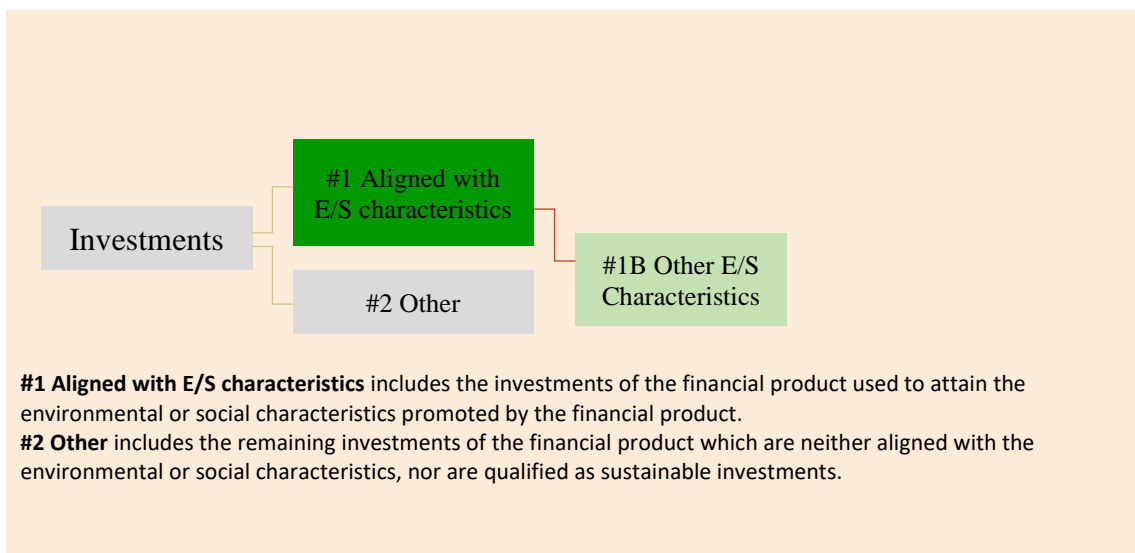 #1 Aligned with
E/S characteristics
Investments
#1B Other E/S
Characteristics
#2 Other
#1 Aligned with E/S characteristics includes the investments of the financial product used to attain the
environmental or social characteristics promoted by the financial product.
#2 Other includes the remaining investments of the financial product which are neither aligned with the
environmental or social characteristics, nor are qualified as sustainable investments.